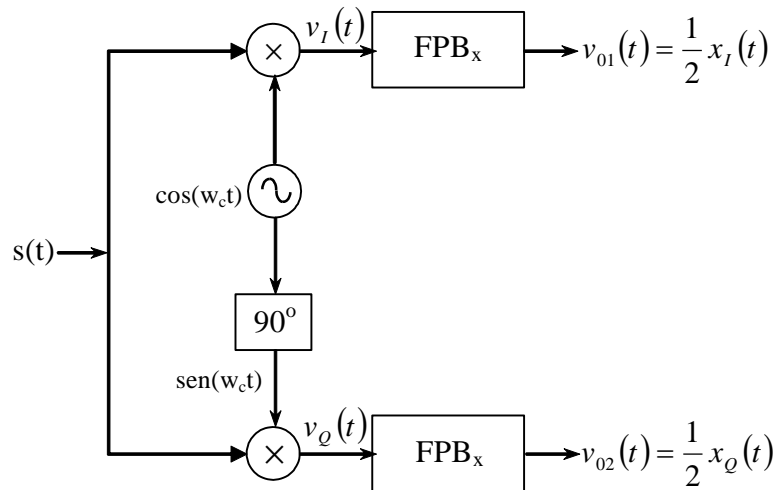 v_I(t)
FPB_x
v_01(t) = 1/2 x_I(t)
×
cos(w_c t)
s(t)
90°
sen(w_c t)
v_Q(t)
FPB_x
v_02(t) = 1/2 x_Q(t)
×